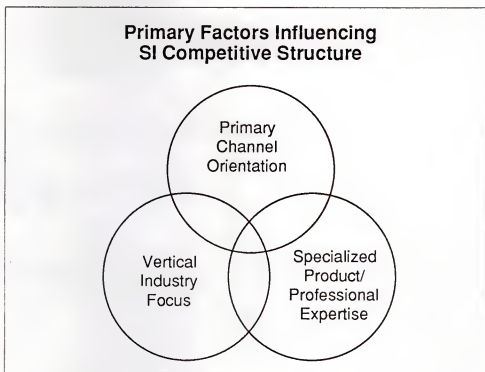 Primary Factors Influencing
SI Competitive Structure
Primary
Channel
Orientation
Vertical
Industry
Focus
Specialized
Product/
Professional
Expertise